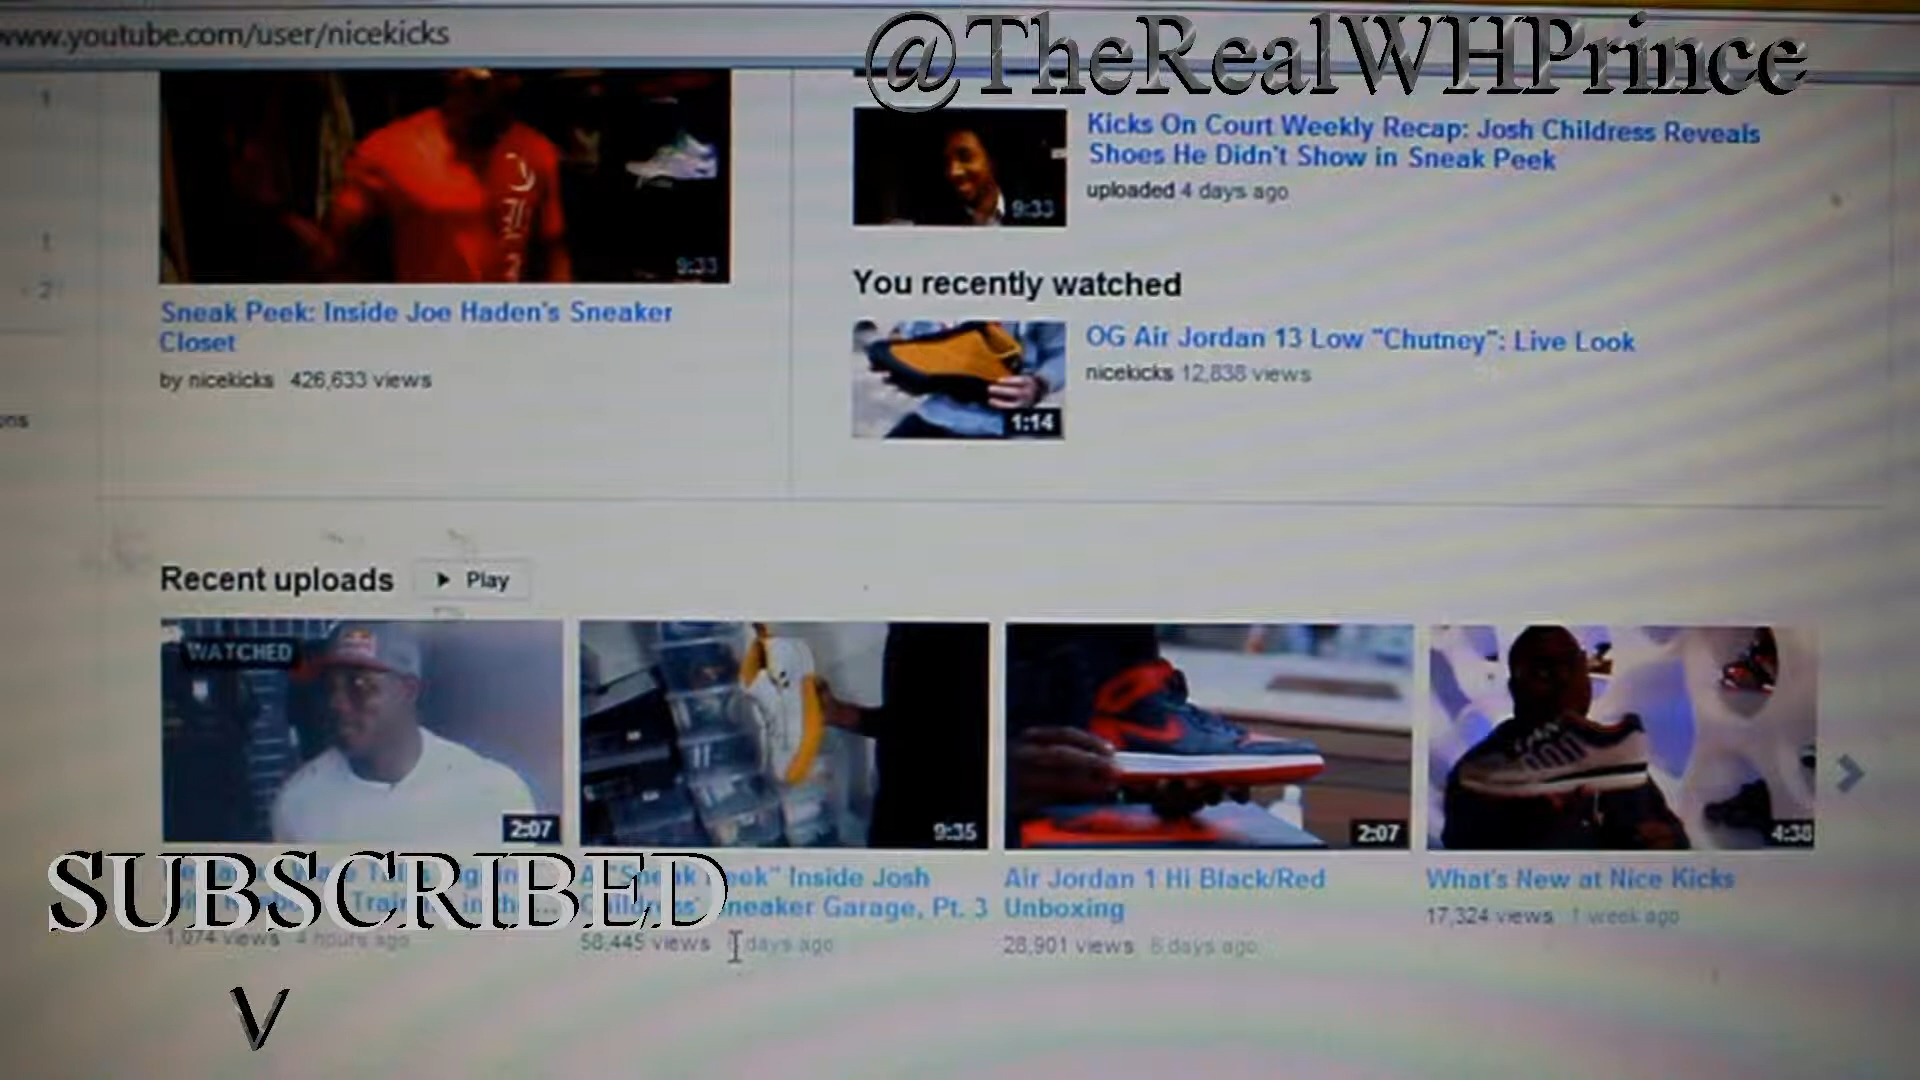 www.youtube.com/user/nicekicks
@TheRealWHPrince
9:33
Sneak Peek: Inside Joe Haden's Sneaker
Closet
by nicekicks 426,633 views
Kicks On Court Weekly Recap: Josh Childress Reveals
Shoes He Didn't Show in Sneak Peek
uploaded 4 days ago
9:33
You recently watched
OG Air Jordan 13 Low "Chutney": Live Look
nicekicks 12,838 views
1:14
Recent uploads
Play
WATCHED
2:07
9:35
2:07
4:38
SUBSCRIBED
Inside Josh
Sneaker Garage, Pt. 3
1,074 views 4 hours ago
58,445 views days ago
Air Jordan 1 Hi Black/Red
Unboxing
28,901 views 6 days ago
What's New at Nice Kicks
17,324 views 1 week ago
V